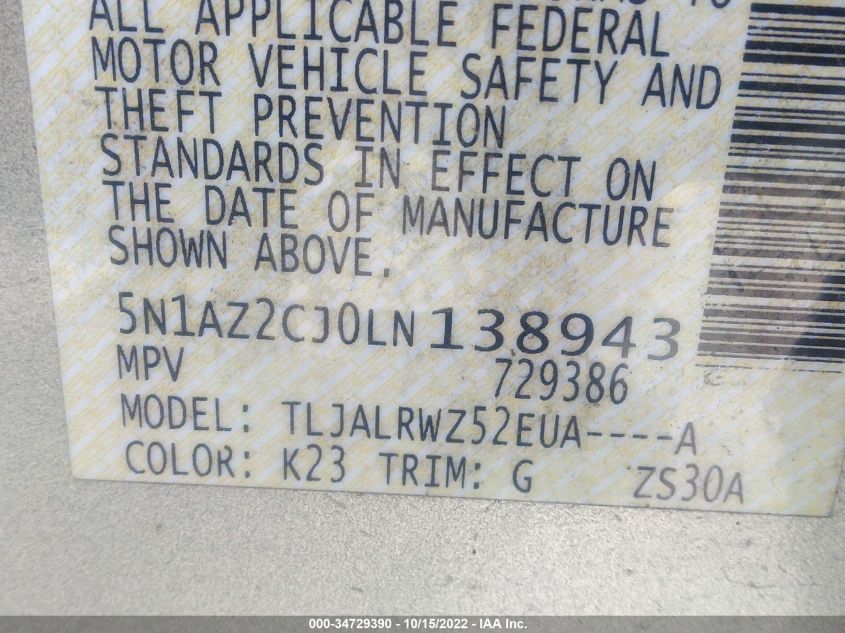 ALL APPLICABLE FEDERAL
MOTOR VEHICLE SAFETY AND
THEFT PREVENTION
STANDARDS IN EFFECT ON
THE DATE OF MANUFACTURE
SHOWN ABOVE.
5N1AZ2CJ0LN138943
MPV 729386
MODEL: TLJALRWZ52EUA----A
COLOR: K23 TRIM: G ZS30A
000-34729390 - 10/15/2022 - IAA Inc.